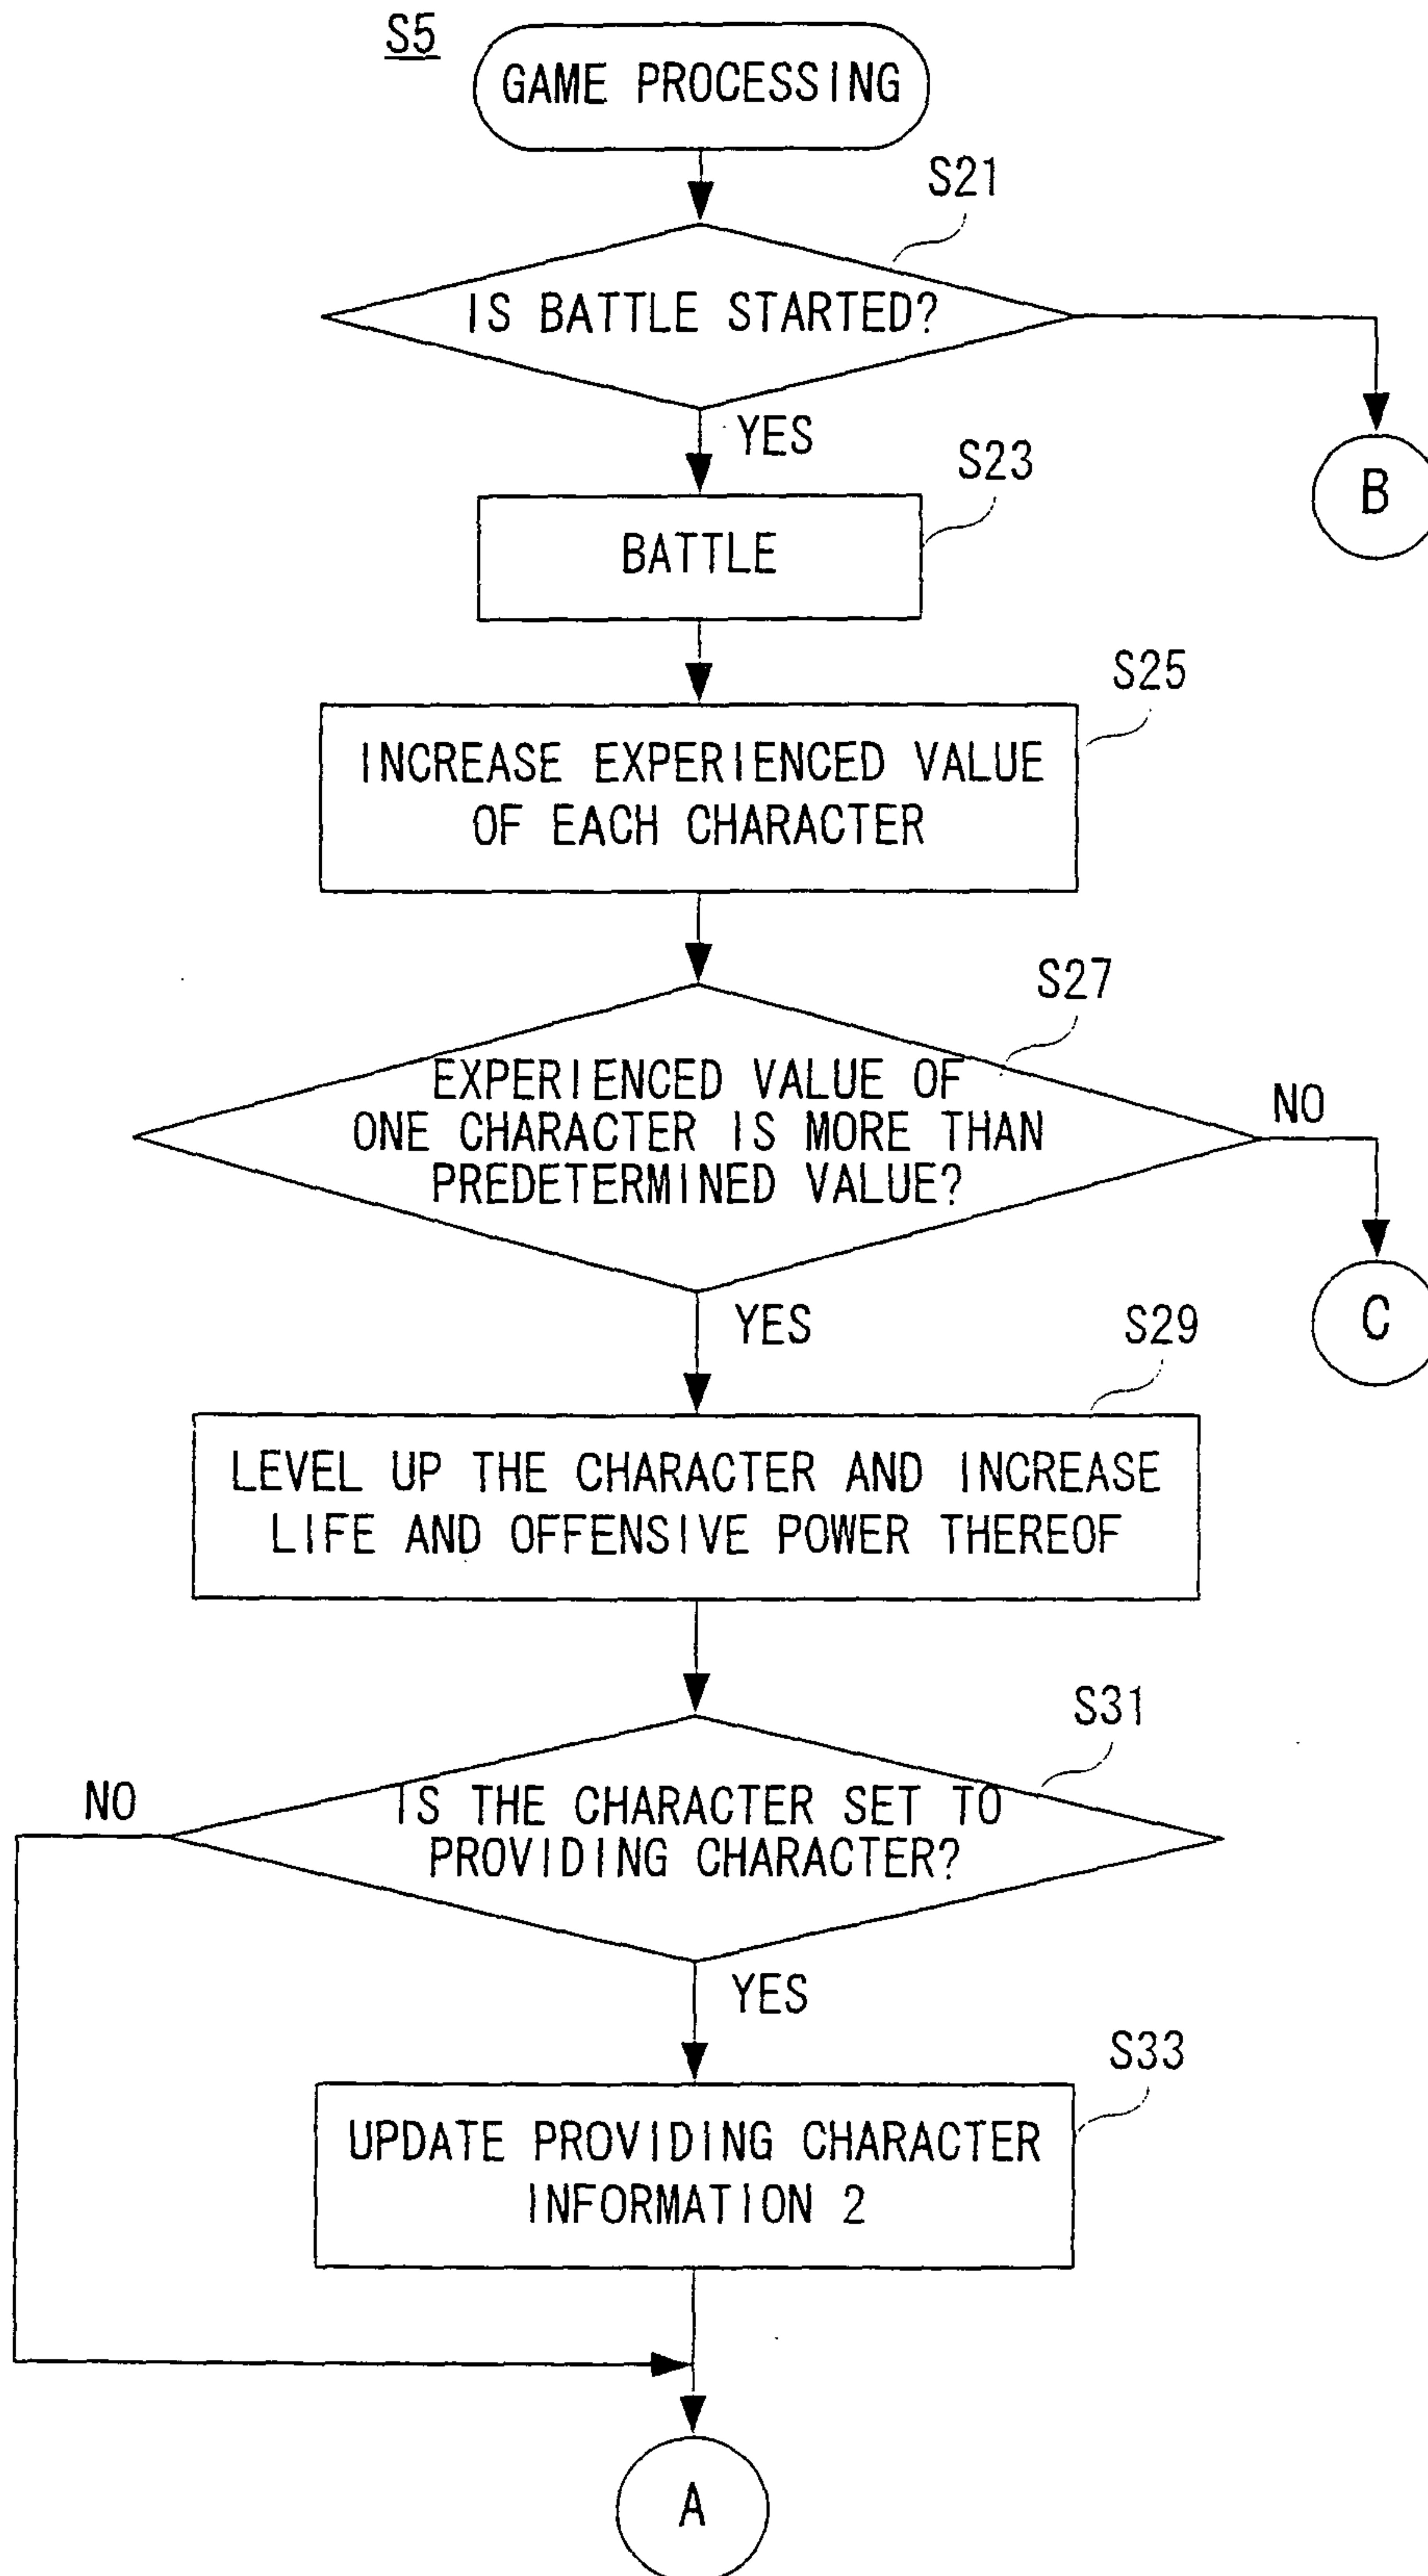 S5
GAME PROCESSING
S21
IS BATTLE STARTED?
YES
B
S23
BATTLE
S25
INCREASE EXPERIENCED VALUE
OF EACH CHARACTER
S27
EXPERIENCED VALUE OF
ONE CHARACTER IS MORE THAN
PREDETERMINED VALUE?
NO
YES
C
S29
LEVEL UP THE CHARACTER AND INCREASE
LIFE AND OFFENSIVE POWER THEREOF
S31
NO
IS THE CHARACTER SET TO
PROVIDING CHARACTER?
YES
S33
UPDATE PROVIDING CHARACTER
INFORMATION 2
A